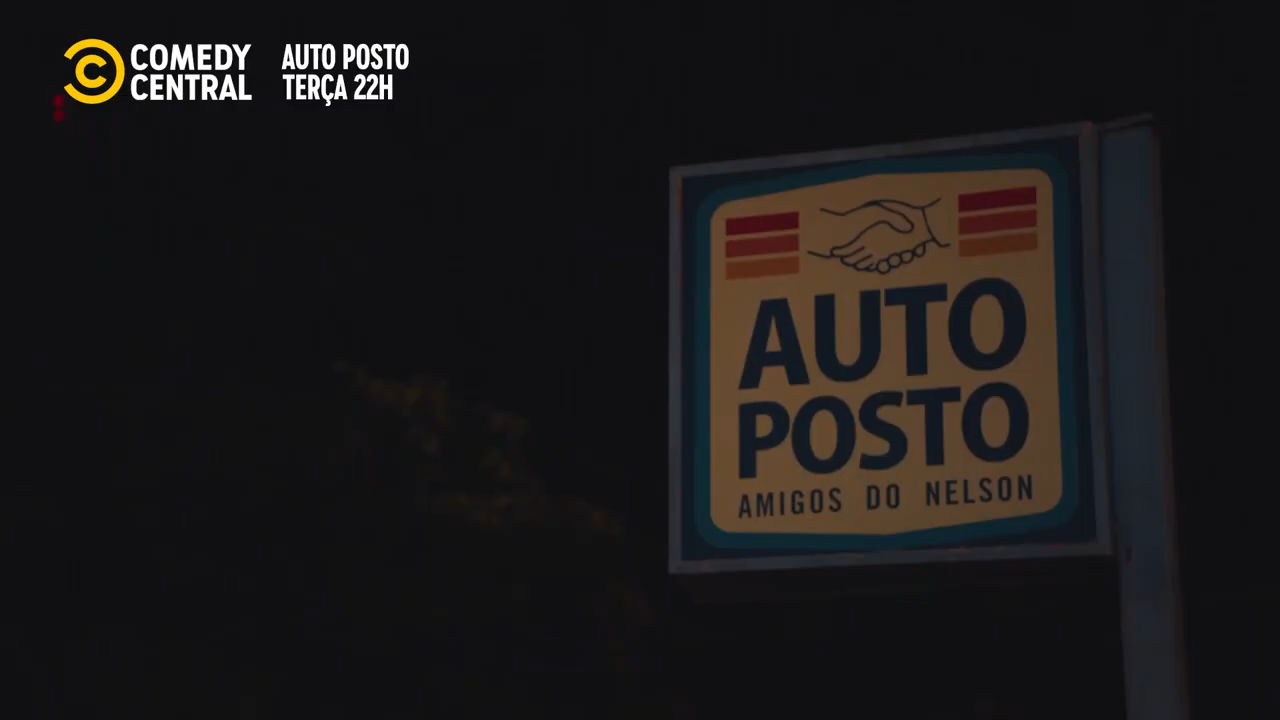 COMEDY
CENTRAL
AUTO POSTO
TERÇA 22H
AUTO
POSTO
AMIGOS DO NELSON